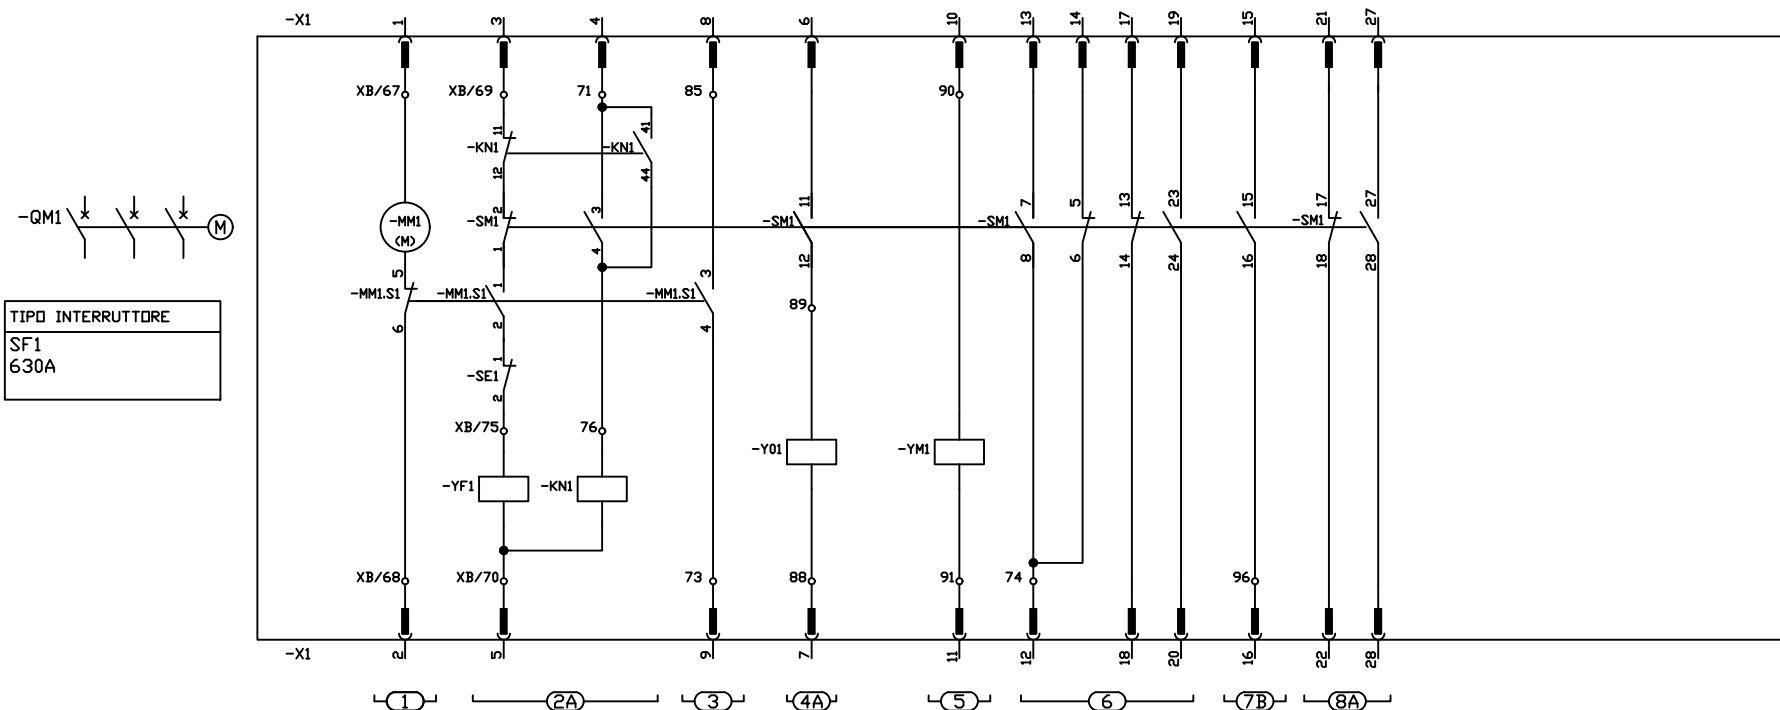 -X1 1 3 4 8 6 10 13 14 17 19 15 21 27
XB/67 XB/69 71 85 90
11 41
-KN1 -KN1
12 44
2 3 11 7 5 13 23 15 17 27
-QM1 M -MM1 (M) -SM1 -SM1 -SM1 -SM1
1 4 12 8 6 14 24 16 18 28
5 1 3
-MM1.S1 -MM1.S1 -MM1.S1 89
6 2 4
TIPO INTERRUTTORE
SF1
630A
1
-SE1
2
XB/75 76
-Y01 -YM1
-YF1 -KN1
XB/68 XB/70 73 88 91 74 96
-X1 2 5 9 7 11 12 18 20 16 22 28
1 2A 3 4A 5 6 7B 8A